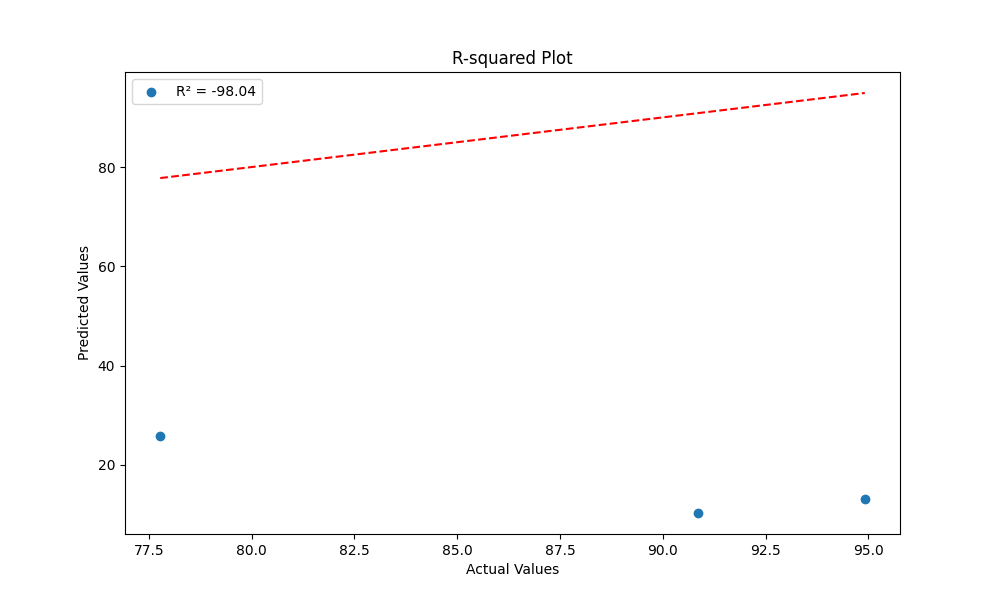 R-squared Plot
R² = -98.04
Predicted Values
80
60
40
20
77.5 80.0 82.5 85.0 87.5 90.0 92.5 95.0
Actual Values